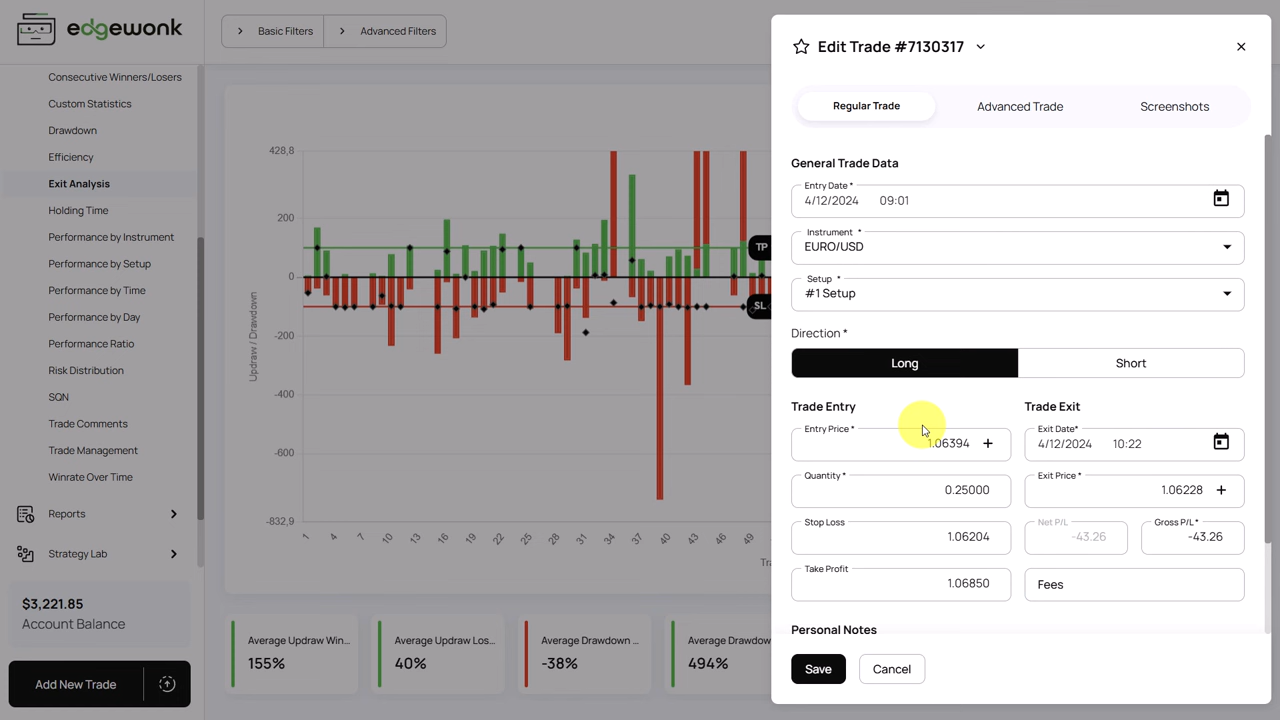 edgewonk
Basic Filters
Advanced Filters
Consecutive Winners/Losers
Custom Statistics
Drawdown
Efficiency
Exit Analysis
Holding Time
Performance by Instrument
Performance by Setup
Performance by Time
Performance by Day
Performance Ratio
Risk Distribution
SQN
Trade Comments
Trade Management
Winrate Over Time
Reports
Strategy Lab
$3,221.85
Account Balance
Add New Trade
Updraw / Drawdown
428,8
200
0
-200
-400
-600
-832,9
1 4 7 10 13 16 19 22 25 28 31 34 37 40 43 46 49
TP
SL
Average Updraw Win...
155%
Average Updraw Los...
40%
Average Drawdown ...
-38%
Average Drawdow
494%
Edit Trade #7130317
Regular Trade
Advanced Trade
Screenshots
General Trade Data
Entry Date *
4/12/2024 09:01
Instrument *
EURO/USD
Setup *
#1 Setup
Direction *
Long
Short
Trade Entry
Entry Price *
1.06394
Quantity *
0.25000
Stop Loss
1.06204
Take Profit
1.06850
Trade Exit
Exit Date*
4/12/2024 10:22
Exit Price *
1.06228
Net P/L
-43.26
Gross P/L *
-43.26
Fees
Personal Notes
Save
Cancel